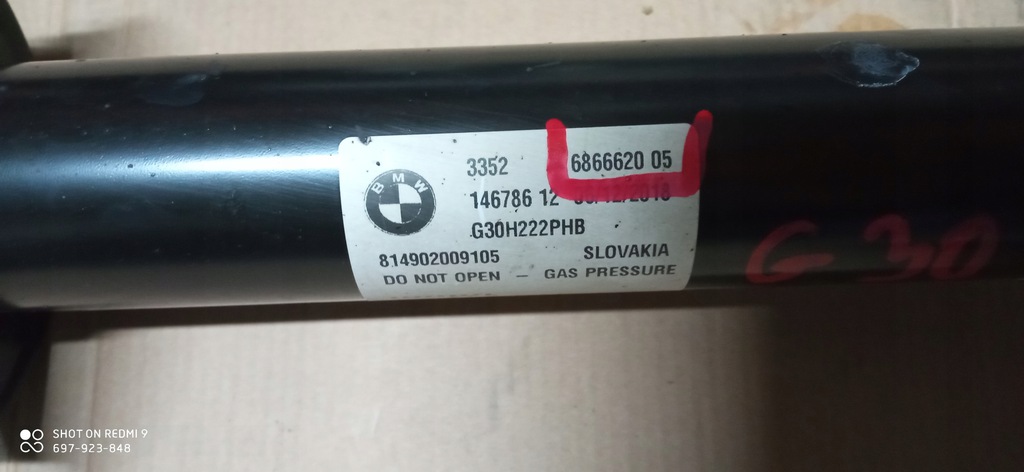 BMW
3352 6866620 05
146786 12
G30H222PHB
814902009105 SLOVAKIA
DO NOT OPEN – GAS PRESSURE
G 30
SHOT ON REDMI 9
697-923-848